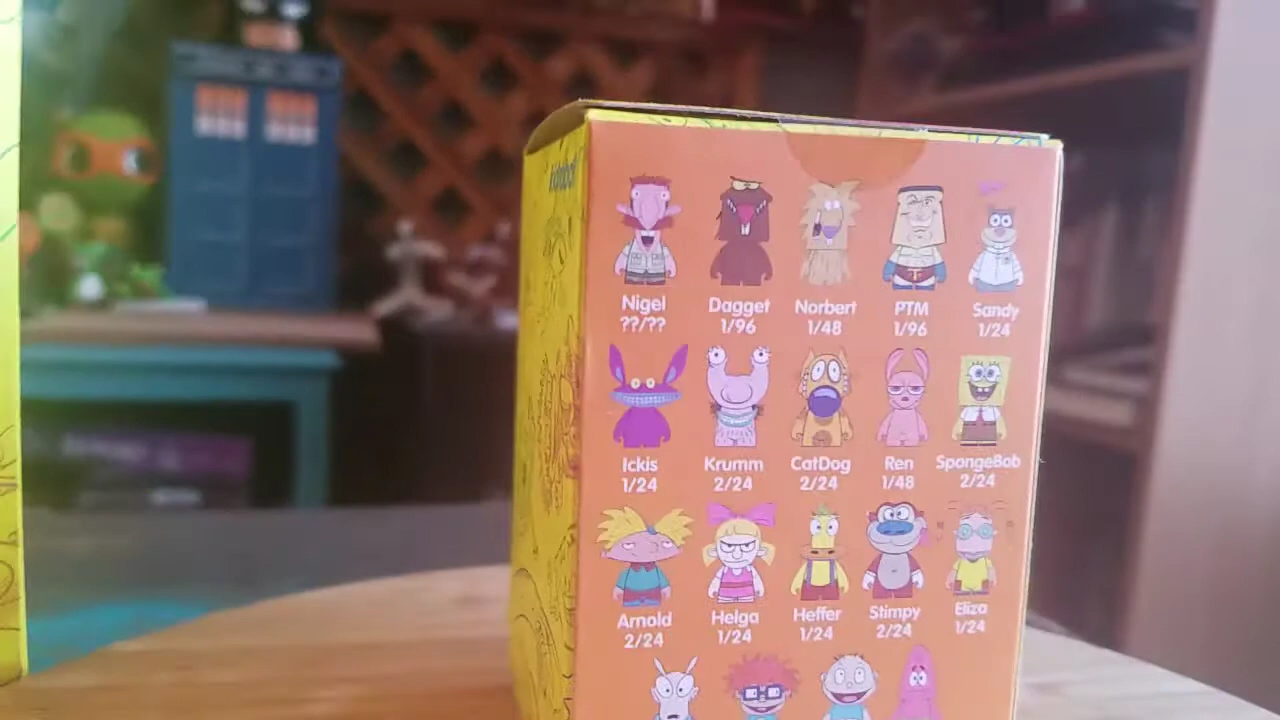 kidrobot
Nigel Dagget Norbert PTM Sandy
??/?? 1/96 1/48 1/96 1/24
Ickis Krumm CatDog Ren SpongeBob
1/24 2/24 2/24 1/48 2/24
Arnold Helga Heffer Stimpy Eliza
2/24 1/24 1/24 2/24 1/24